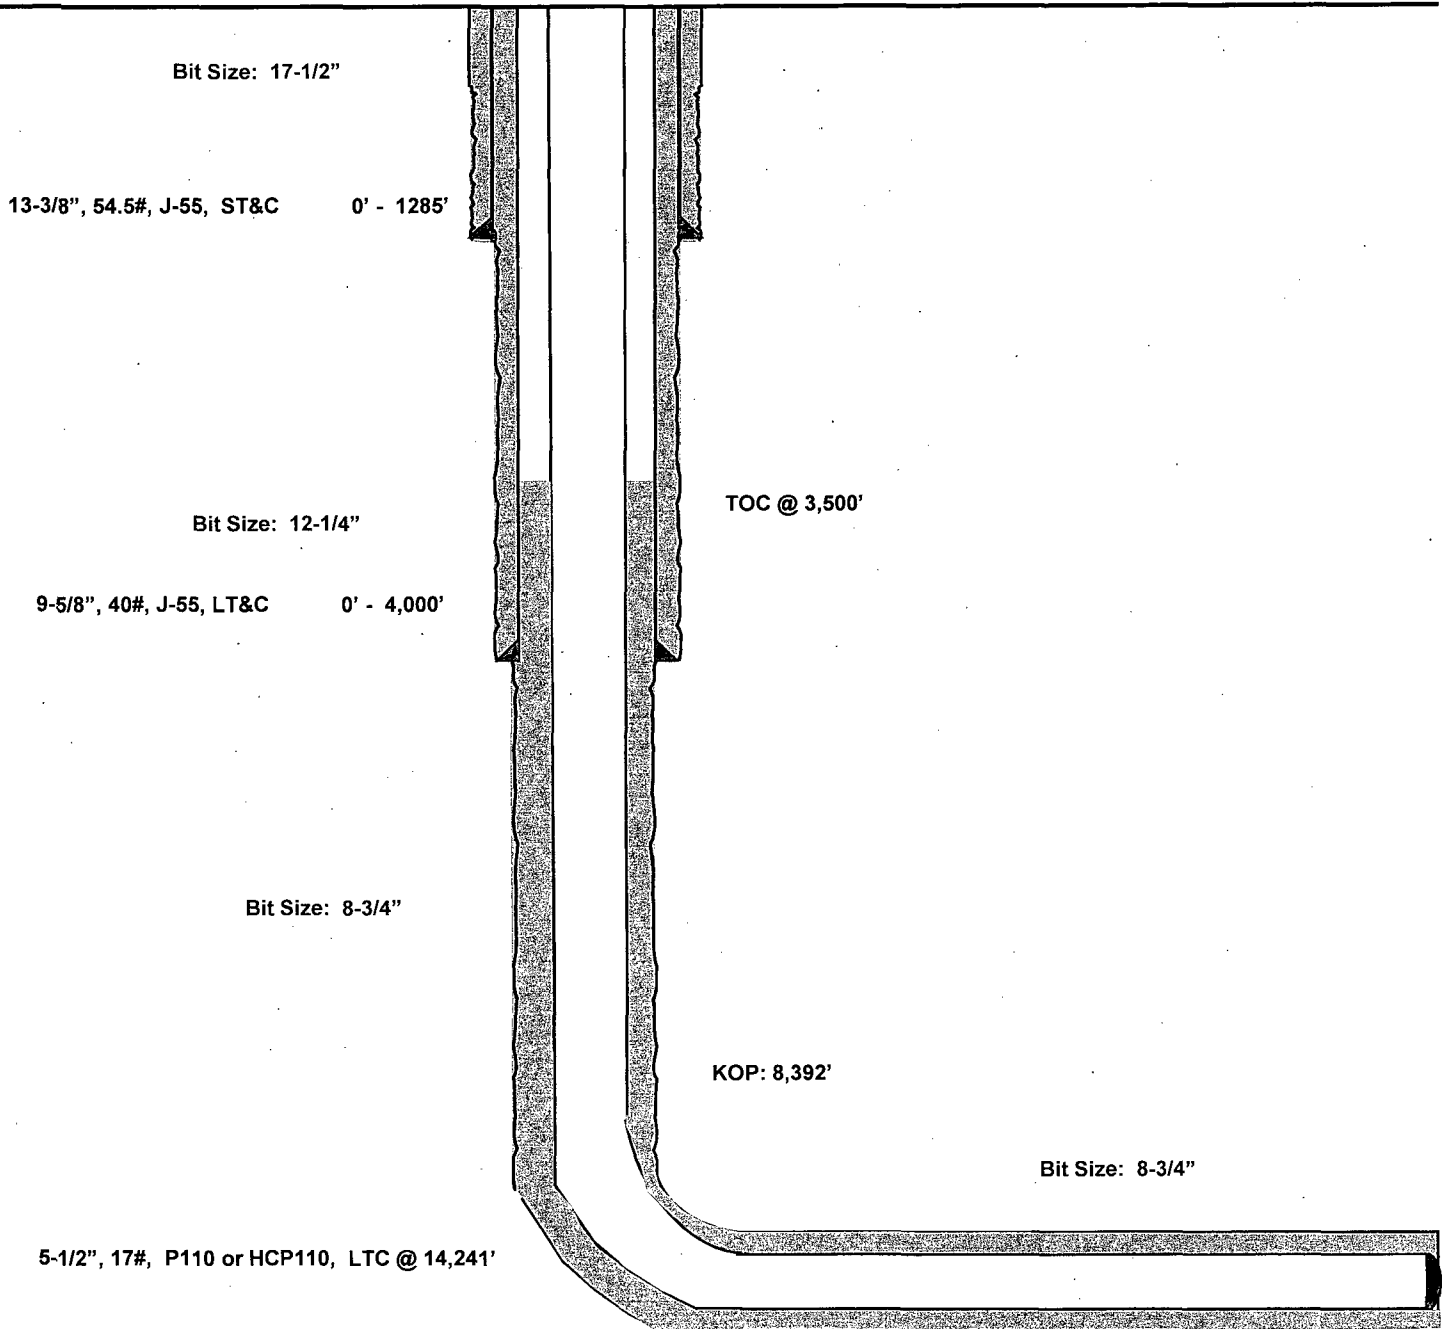 Bit Size: 17-1/2”
13-3/8”, 54.5#, J-55, ST&C 0’ - 1285’
TOC @ 3,500’
Bit Size: 12-1/4”
9-5/8”, 40#, J-55, LT&C 0’ - 4,000’
Bit Size: 8-3/4”
KOP: 8,392’
Bit Size: 8-3/4”
5-1/2”, 17#, P110 or HCP110, LTC @ 14,241’